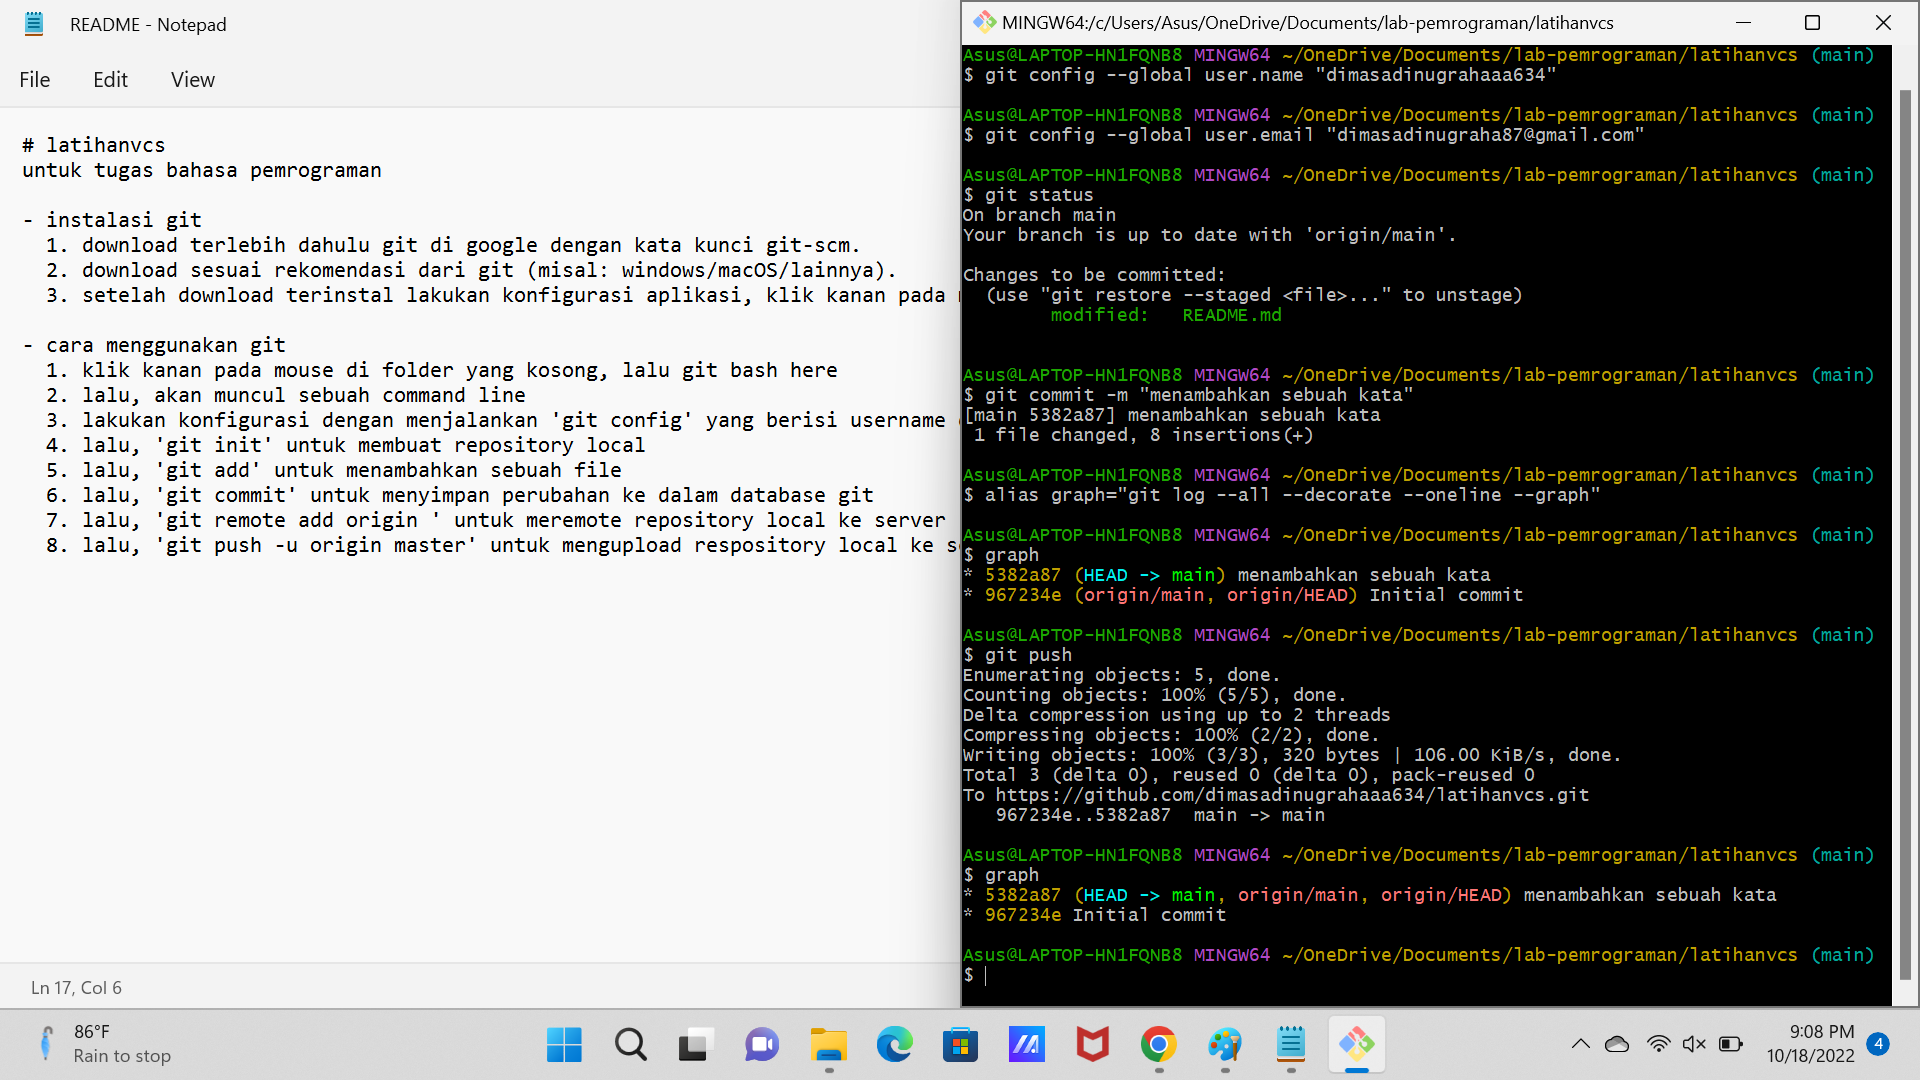 README - Notepad
File Edit View
# latihanvcs
untuk tugas bahasa pemrograman
- instalasi git
1. download terlebih dahulu git di google dengan kata kunci git-scm.
2. download sesuai rekomendasi dari git (misal: windows/macOS/lainnya).
3. setelah download terinstal lakukan konfigurasi aplikasi, klik kanan pada
- cara menggunakan git
1. klik kanan pada mouse di folder yang kosong, lalu git bash here
2. lalu, akan muncul sebuah command line
3. lakukan konfigurasi dengan menjalankan 'git config' yang berisi username
4. lalu, 'git init' untuk membuat repository local
5. lalu, 'git add' untuk menambahkan sebuah file
6. lalu, 'git commit' untuk menyimpan perubahan ke dalam database git
7. lalu, 'git remote add origin ' untuk meremote repository local ke server
8. lalu, 'git push -u origin master' untuk mengupload respository local ke
Ln 17, Col 6
MINGW64:/c/Users/Asus/OneDrive/Documents/lab-pemrograman/latihanvcs
Asus@LAPTOP-HN1FQNB8 MINGW64 ~/OneDrive/Documents/lab-pemrograman/latihanvcs (main)
$ git config --global user.name "dimasadinugrahaaa634"
Asus@LAPTOP-HN1FQNB8 MINGW64 ~/OneDrive/Documents/lab-pemrograman/latihanvcs (main)
$ git config --global user.email "dimasadinugraha87@gmail.com"
Asus@LAPTOP-HN1FQNB8 MINGW64 ~/OneDrive/Documents/lab-pemrograman/latihanvcs (main)
$ git status
On branch main
Your branch is up to date with 'origin/main'.
Changes to be committed:
(use "git restore --staged <file>..." to unstage)
modified: README.md
Asus@LAPTOP-HN1FQNB8 MINGW64 ~/OneDrive/Documents/lab-pemrograman/latihanvcs (main)
$ git commit -m "menambahkan sebuah kata"
[main 5382a87] menambahkan sebuah kata
1 file changed, 8 insertions(+)
Asus@LAPTOP-HN1FQNB8 MINGW64 ~/OneDrive/Documents/lab-pemrograman/latihanvcs (main)
$ alias graph="git log --all --decorate --oneline --graph"
Asus@LAPTOP-HN1FQNB8 MINGW64 ~/OneDrive/Documents/lab-pemrograman/latihanvcs (main)
$ graph
* 5382a87 (HEAD -> main) menambahkan sebuah kata
* 967234e (origin/main, origin/HEAD) Initial commit
Asus@LAPTOP-HN1FQNB8 MINGW64 ~/OneDrive/Documents/lab-pemrograman/latihanvcs (main)
$ git push
Enumerating objects: 5, done.
Counting objects: 100% (5/5), done.
Delta compression using up to 2 threads
Compressing objects: 100% (2/2), done.
Writing objects: 100% (3/3), 320 bytes | 106.00 KiB/s, done.
Total 3 (delta 0), reused 0 (delta 0), pack-reused 0
To https://github.com/dimasadinugrahaaa634/latihanvcs.git
967234e..5382a87 main -> main
Asus@LAPTOP-HN1FQNB8 MINGW64 ~/OneDrive/Documents/lab-pemrograman/latihanvcs (main)
$ graph
* 5382a87 (HEAD -> main, origin/main, origin/HEAD) menambahkan sebuah kata
* 967234e Initial commit
Asus@LAPTOP-HN1FQNB8 MINGW64 ~/OneDrive/Documents/lab-pemrograman/latihanvcs (main)
$
86°F
Rain to stop
9:08 PM
10/18/2022
4